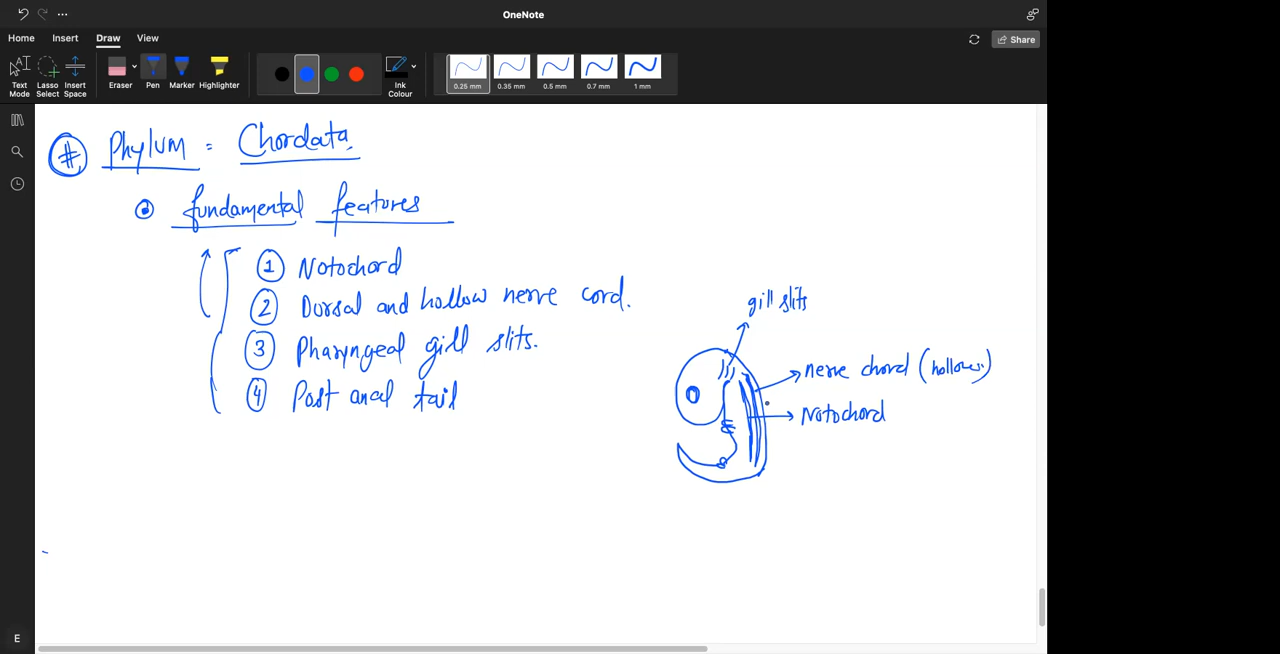 OneNote
Home Insert Draw View
Share
Text Mode
Lasso Select
Insert Space
Eraser
Pen
Marker
Highlighter
Ink Colour
0.25 mm
0.35 mm
0.5 mm
0.7 mm
1 mm
# Phylum = Chordata
fundamental features
1 Notochord
2 Dorsal and hollow nerve cord.
3 Pharyngeal gill slits.
4 Post anal tail
gill slits
nerve chord (hollow)
Notochord
E